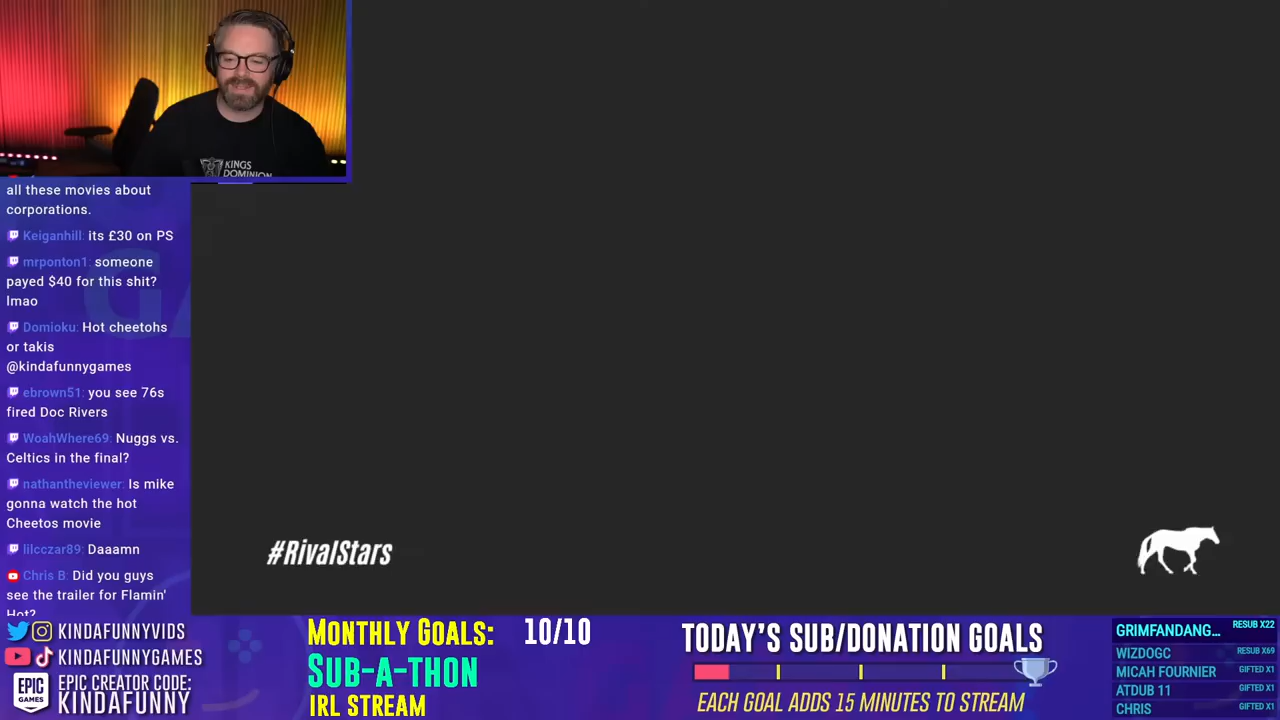 KINGS
DOMINION
all these movies about
corporations.
Keiganhill: its £30 on PS
mrponton1: someone
payed $40 for this shit?
lmao
Domioku: Hot cheetohs
or takis
@kindafunnygames
ebrown51: you see 76s
fired Doc Rivers
WoahWhere69: Nuggs vs.
Celtics in the final?
nathantheviewer: Is mike
gonna watch the hot
Cheetos movie
lilcczar89: Daaamn
Chris B: Did you guys
see the trailer for Flamin'
Hot?
#RivalStars
KINDAFUNNYVIDS
KINDAFUNNYGAMES
EPIC
GAMES
EPIC CREATOR CODE:
KINDAFUNNY
MONTHLY GOALS: 10/10
SUB-A-THON
IRL STREAM
TODAY'S SUB/DONATION GOALS
EACH GOAL ADDS 15 MINUTES TO STREAM
GRIMFANDANG... RESUB X22
WIZDOGC RESUB X69
MICAH FOURNIER GIFTED X1
ATDUB 11 GIFTED X1
CHRIS GIFTED X1